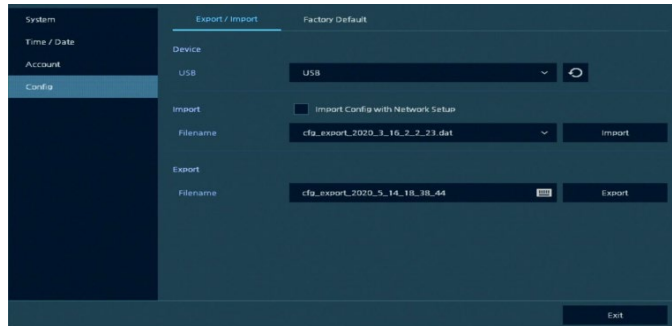 System
Time / Date
Account
Config
Export / Import
Factory Default
Device
USB
USB
Import
Import Config with Network Setup
Filename
cfg_export_2020_3_16_2_2_23.dat
Import
Export
Filename
cfg_export_2020_5_14_18_38_44
Export
Exit